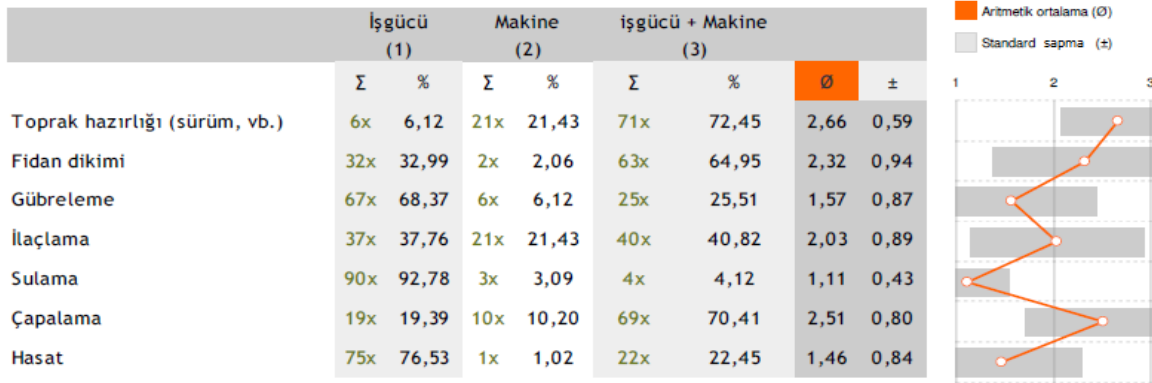 Aritmetik ortalama (Ø)
Standard sapma (±)
İşgücü Makine işgücü + Makine
(1) (2) (3)
Σ % Σ % Σ % Ø ±
1 2 3
Toprak hazırlığı (sürüm, vb.) 6x 6,12 21x 21,43 71x 72,45 2,66 0,59
Fidan dikimi 32x 32,99 2x 2,06 63x 64,95 2,32 0,94
Gübreleme 67x 68,37 6x 6,12 25x 25,51 1,57 0,87
İlaçlama 37x 37,76 21x 21,43 40x 40,82 2,03 0,89
Sulama 90x 92,78 3x 3,09 4x 4,12 1,11 0,43
Çapalama 19x 19,39 10x 10,20 69x 70,41 2,51 0,80
Hasat 75x 76,53 1x 1,02 22x 22,45 1,46 0,84